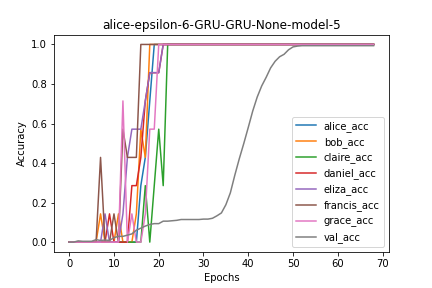 alice-epsilon-6-GRU-GRU-None-model-5
Accuracy
1.0
0.8
0.6
0.4
0.2
0.0
alice_acc
bob_acc
claire_acc
daniel_acc
eliza_acc
francis_acc
grace_acc
val_acc
0 10 20 30 40 50 60 70
Epochs